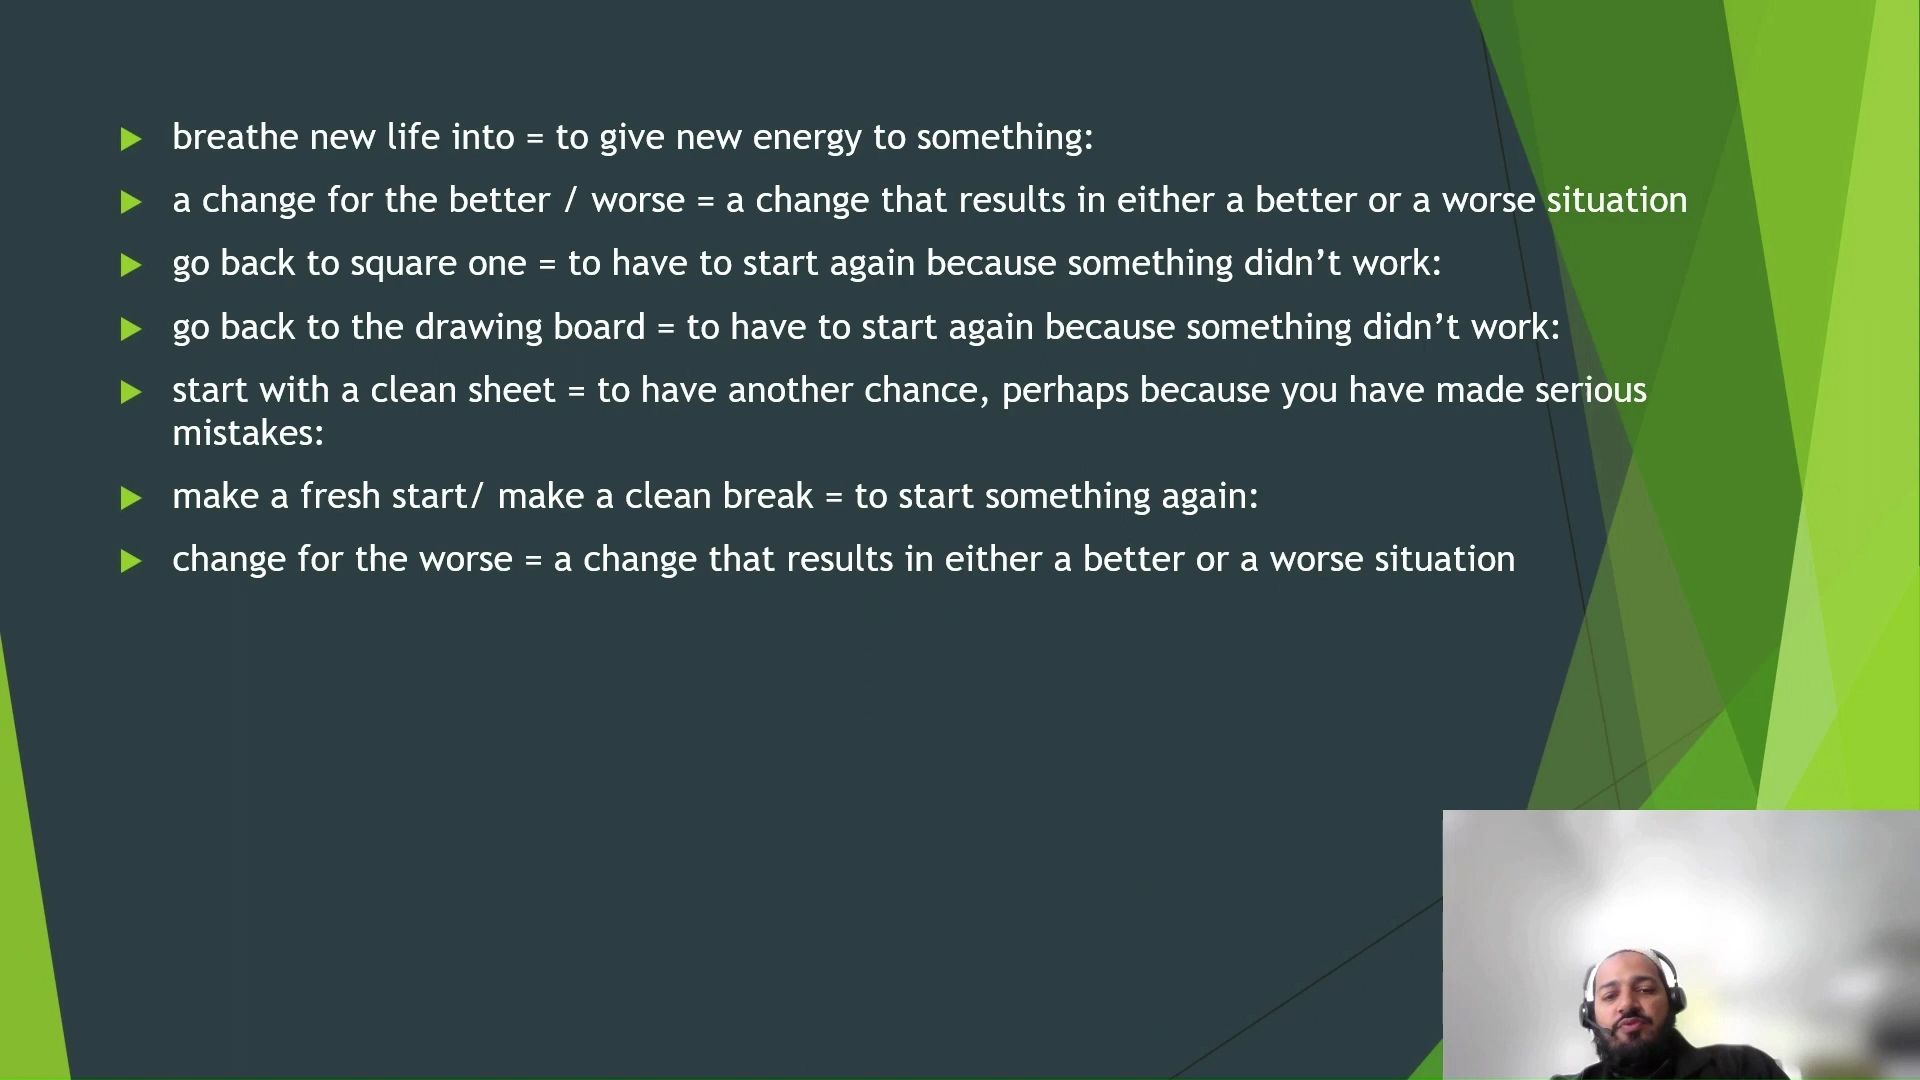 breathe new life into = to give new energy to something:
a change for the better / worse = a change that results in either a better or a worse situation
go back to square one = to have to start again because something didn’t work:
go back to the drawing board = to have to start again because something didn’t work:
start with a clean sheet = to have another chance, perhaps because you have made serious
mistakes:
make a fresh start/ make a clean break = to start something again:
change for the worse = a change that results in either a better or a worse situation